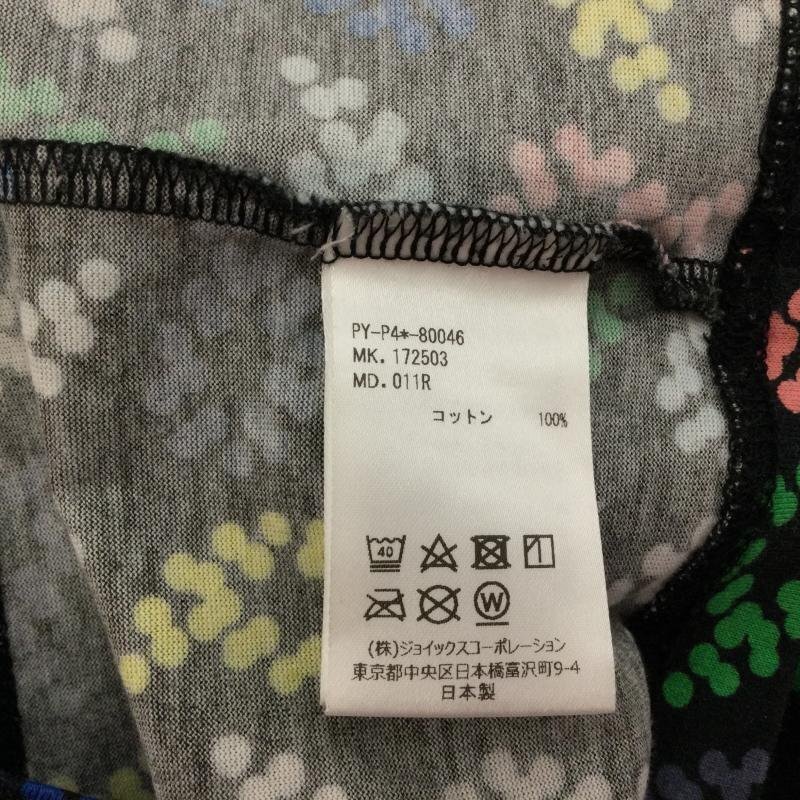 PY-P4*-80046
MK. 172503
MD. 011R
コットン 100%
40
W
(株)ジョイックスコーポレーション
東京都中央区日本橋富沢町9-4
日本製